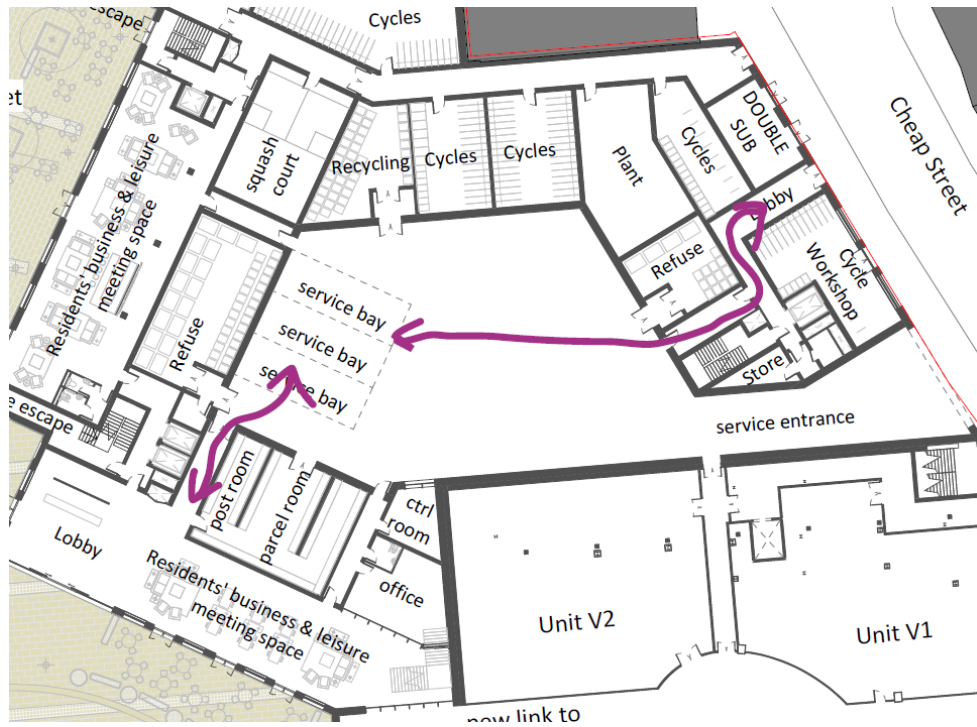 Cycles
escape
et
DOUBLE
SUB
Cheap Street
squash
court
Recycling
Cycles
Cycles
Plant
Cycles
Residents' business & leisure
meeting space
Lobby
Refuse
Cycle
Workshop
service bay
service bay
service bay
Refuse
Store
service entrance
e escape
post room
parcel room
ctrl
room
office
Lobby
Residents' business & leisure
meeting space
Unit V2
Unit V1
new link to